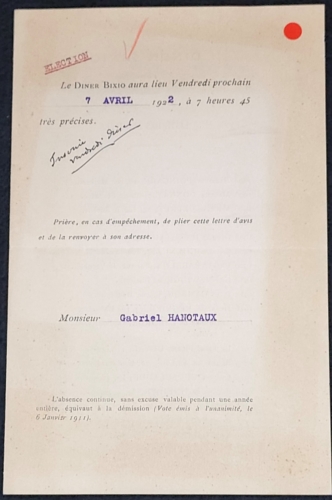 ELECTION
Le DINER BIXIO aura lieu Vendredi prochain
7 AVRIL 1922, à 7 heures 45
très précises.
vendredi dîner
Prière, en cas d'empêchement, de plier cette lettre d'avis
et de la renvoyer à son adresse.
Monsieur Gabriel HANOTAUX
L'absence continue, sans excuse valable pendant une année
entière, équivaut à la démission (Vote émis à l'unanimité, le
6 Janvier 1911).